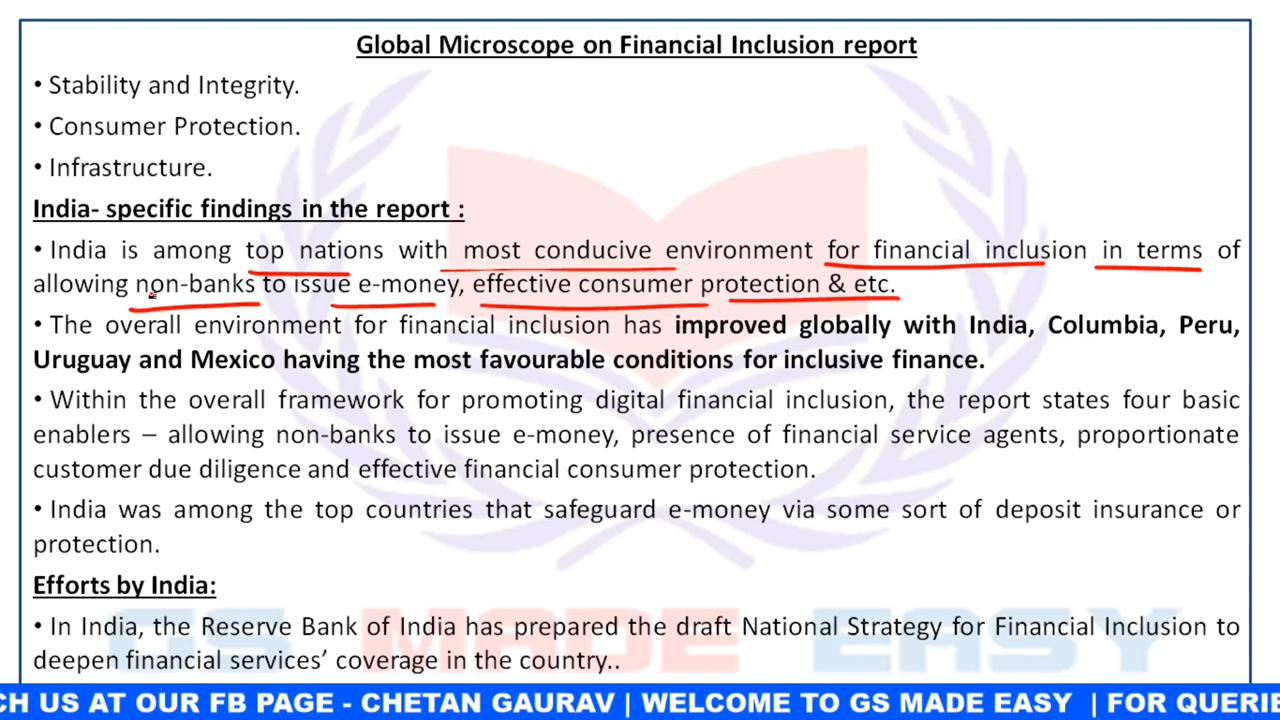 Global Microscope on Financial Inclusion report
• Stability and Integrity.
• Consumer Protection.
• Infrastructure.
India- specific findings in the report :
• India is among top nations with most conducive environment for financial inclusion in terms of
allowing non-banks to issue e-money, effective consumer protection & etc.
• The overall environment for financial inclusion has improved globally with India, Columbia, Peru,
Uruguay and Mexico having the most favourable conditions for inclusive finance.
• Within the overall framework for promoting digital financial inclusion, the report states four basic
enablers – allowing non-banks to issue e-money, presence of financial service agents, proportionate
customer due diligence and effective financial consumer protection.
• India was among the top countries that safeguard e-money via some sort of deposit insurance or
protection.
Efforts by India:
• In India, the Reserve Bank of India has prepared the draft National Strategy for Financial Inclusion to
deepen financial services’ coverage in the country..
GS MADE EASY
CH US AT OUR FB PAGE - CHETAN GAURAV | WELCOME TO GS MADE EASY | FOR QUERIE